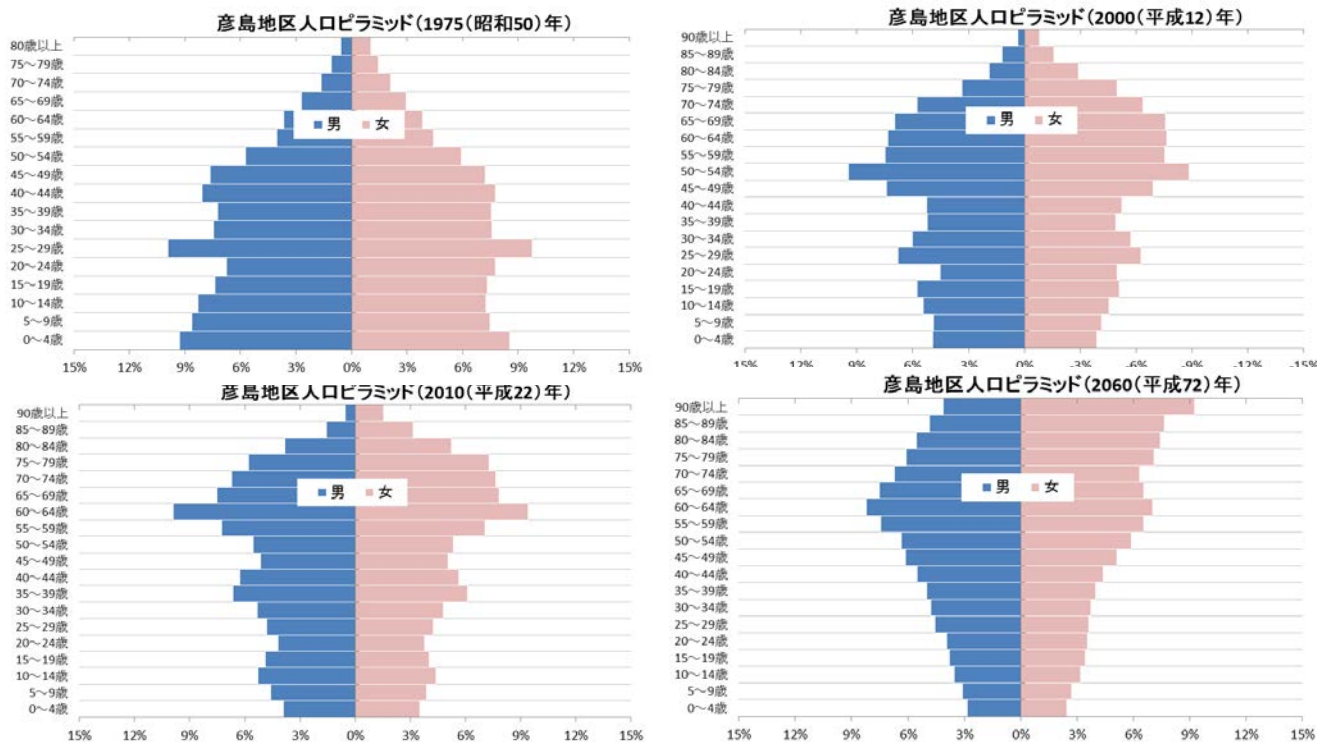 彦島地区人口ピラミッド(1975(昭和50)年)
80歳以上
75～79歳
70～74歳
65～69歳
60～64歳
55～59歳
50～54歳
45～49歳
40～44歳
35～39歳
30～34歳
25～29歳
20～24歳
15～19歳
10～14歳
5～9歳
0～4歳
男 女
15% 12% 9% 6% 3% 0% 3% 6% 9% 12% 15%
彦島地区人口ピラミッド(2000(平成12)年)
90歳以上
85～89歳
80～84歳
75～79歳
70～74歳
65～69歳
60～64歳
55～59歳
50～54歳
45～49歳
40～44歳
35～39歳
30～34歳
25～29歳
20～24歳
15～19歳
10～14歳
5～9歳
0～4歳
男 女
15% 12% 9% 6% 3% 0% -3% -6% -9% -12% -15%
彦島地区人口ピラミッド(2010(平成22)年)
90歳以上
85～89歳
80～84歳
75～79歳
70～74歳
65～69歳
60～64歳
55～59歳
50～54歳
45～49歳
40～44歳
35～39歳
30～34歳
25～29歳
20～24歳
15～19歳
10～14歳
5～9歳
0～4歳
男 女
15% 12% 9% 6% 3% 0% 3% 6% 9% 12% 15%
彦島地区人口ピラミッド(2060(平成72)年)
90歳以上
85～89歳
80～84歳
75～79歳
70～74歳
65～69歳
60～64歳
55～59歳
50～54歳
45～49歳
40～44歳
35～39歳
30～34歳
25～29歳
20～24歳
15～19歳
10～14歳
5～9歳
0～4歳
男 女
15% 12% 9% 6% 3% 0% 3% 6% 9% 12% 15%